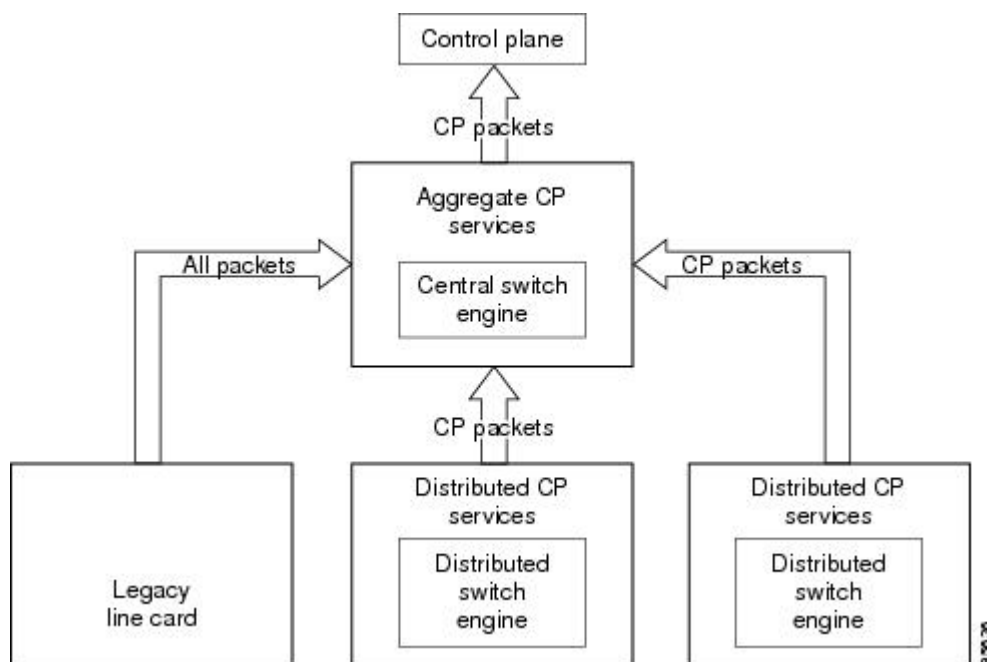 Control plane
CP packets
Aggregate CP
services
All packets
CP packets
Central switch
engine
CP packets
Distributed CP
services
Distributed CP
services
Distributed
switch
engine
Distributed
switch
engine
Legacy
line card